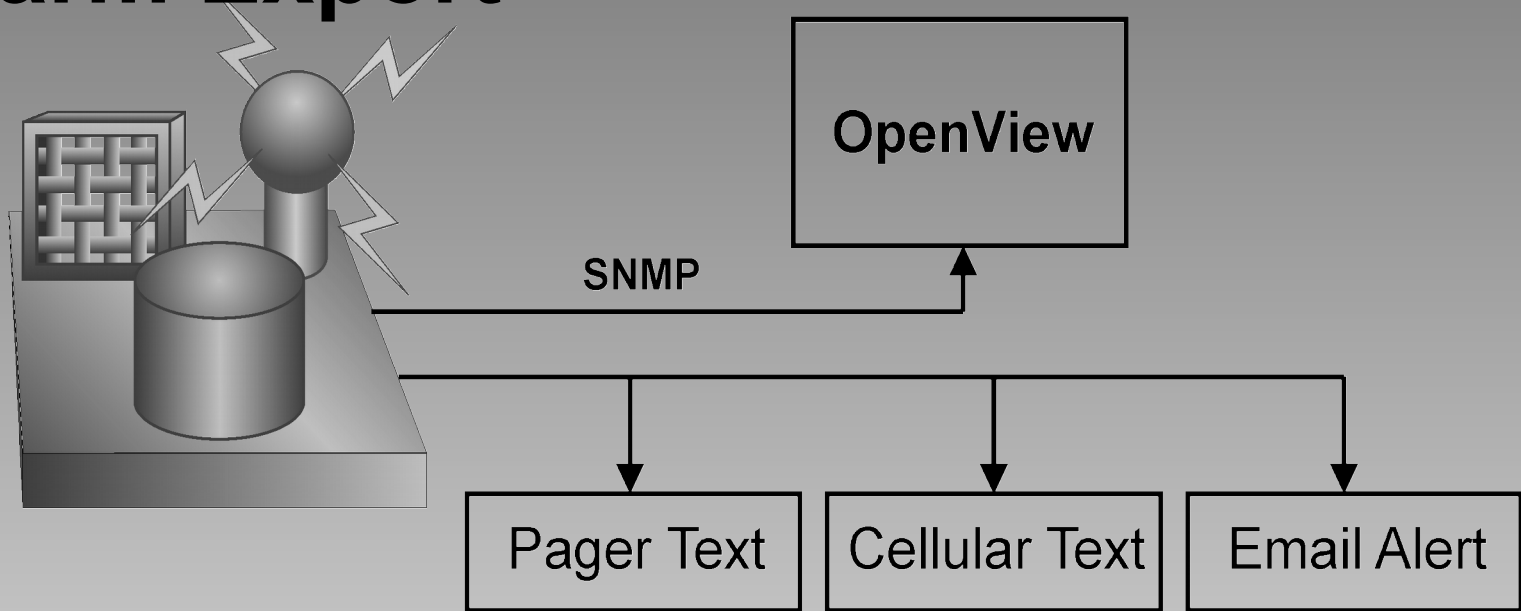 OpenView
SNMP
Pager Text
Cellular Text
Email Alert